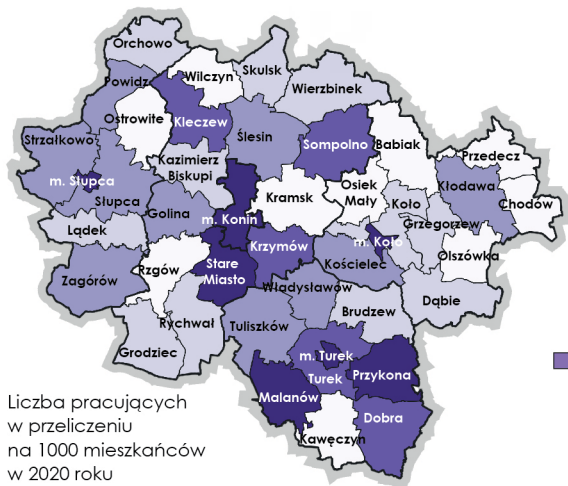 Orchowo
Skulsk
Wilczyn
Powidz
Wierzbinek
Ostrowite
Kleczew
Strzałkowo
Ślesin
Sompolno
Babiak
Przedecz
Kazimierz
Biskupi
m. Słupca
Kłodawa
Osiek
Mały
Kramsk
Słupca
Koło
Chodów
Golina
m. Konin
Grzegorzew
Lądek
m. Koło
Krzymów
Kościelec
Olszówka
Stare
Miasto
Rzgów
Zagórów
Władysławów
Dąbie
Brudzew
Rychwał
Tuliszków
Grodziec
m. Turek
Przykona
Turek
Malanów
Dobra
Kawęczyn
Liczba pracujących
w przeliczeniu
na 1000 mieszkańców
w 2020 roku